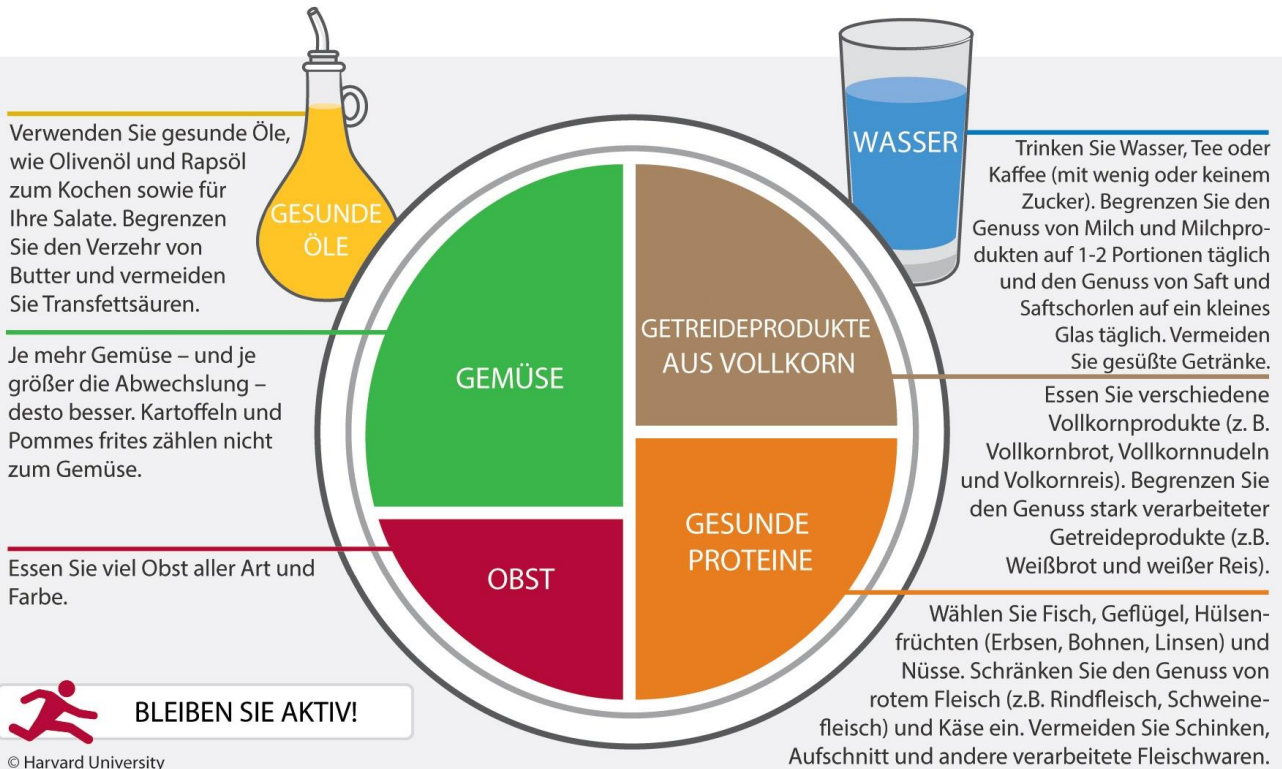 Verwenden Sie gesunde Öle,
wie Olivenöl und Rapsöl
zum Kochen sowie für
Ihre Salate. Begrenzen
Sie den Verzehr von
Butter und vermeiden
Sie Transfettsäuren.
GESUNDE
ÖLE
Je mehr Gemüse – und je
größer die Abwechslung –
desto besser. Kartoffeln und
Pommes frites zählen nicht
zum Gemüse.
GEMÜSE
Essen Sie viel Obst aller Art und
Farbe.
OBST
WASSER
Trinken Sie Wasser, Tee oder
Kaffee (mit wenig oder keinem
Zucker). Begrenzen Sie den
Genuss von Milch und Milchpro-
dukten auf 1-2 Portionen täglich
und den Genuss von Saft und
Saftschorlen auf ein kleines
Glas täglich. Vermeiden
Sie gesüßte Getränke.
GETREIDEPRODUKTE
AUS VOLLKORN
Essen Sie verschiedene
Vollkornprodukte (z. B.
Vollkornbrot, Vollkornnudeln
und Volkornreis). Begrenzen Sie
den Genuss stark verarbeiteter
Getreideprodukte (z.B.
Weißbrot und weißer Reis).
GESUNDE
PROTEINE
Wählen Sie Fisch, Geflügel, Hülsen-
früchten (Erbsen, Bohnen, Linsen) und
Nüsse. Schränken Sie den Genuss von
rotem Fleisch (z.B. Rindfleisch, Schweine-
fleisch) und Käse ein. Vermeiden Sie Schinken,
Aufschnitt und andere verarbeitete Fleischwaren.
BLEIBEN SIE AKTIV!
© Harvard University